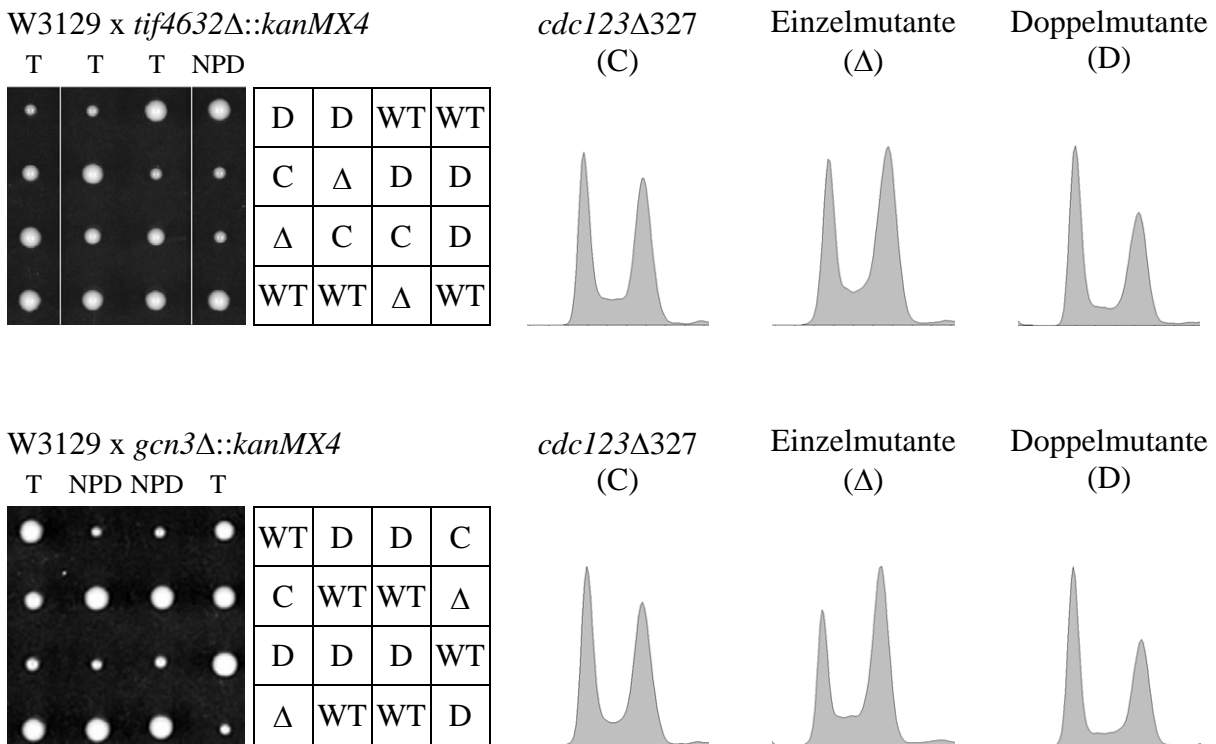 W3129 x tif4632Δ::kanMX4
cdc123Δ327
Einzelmutante
Doppelmutante
(C)
(Δ)
(D)
T T T NPD
D D WT WT
C Δ D D
Δ C C D
WT WT Δ WT
W3129 x gcn3Δ::kanMX4
cdc123Δ327
Einzelmutante
Doppelmutante
(C)
(Δ)
(D)
T NPD NPD T
WT D D C
C WT WT Δ
D D D WT
Δ WT WT D